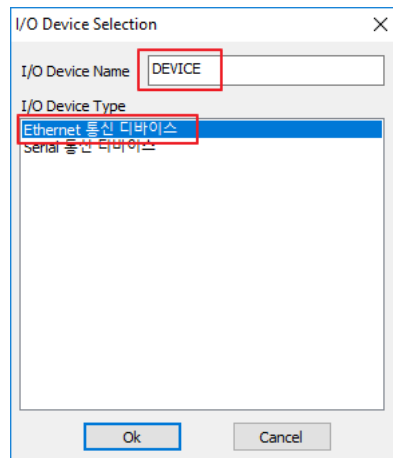 I/O Device Selection
I/O Device Name DEVICE
I/O Device Type
Ethernet 통신 디바이스
Serial 통신 디바이스
Ok Cancel